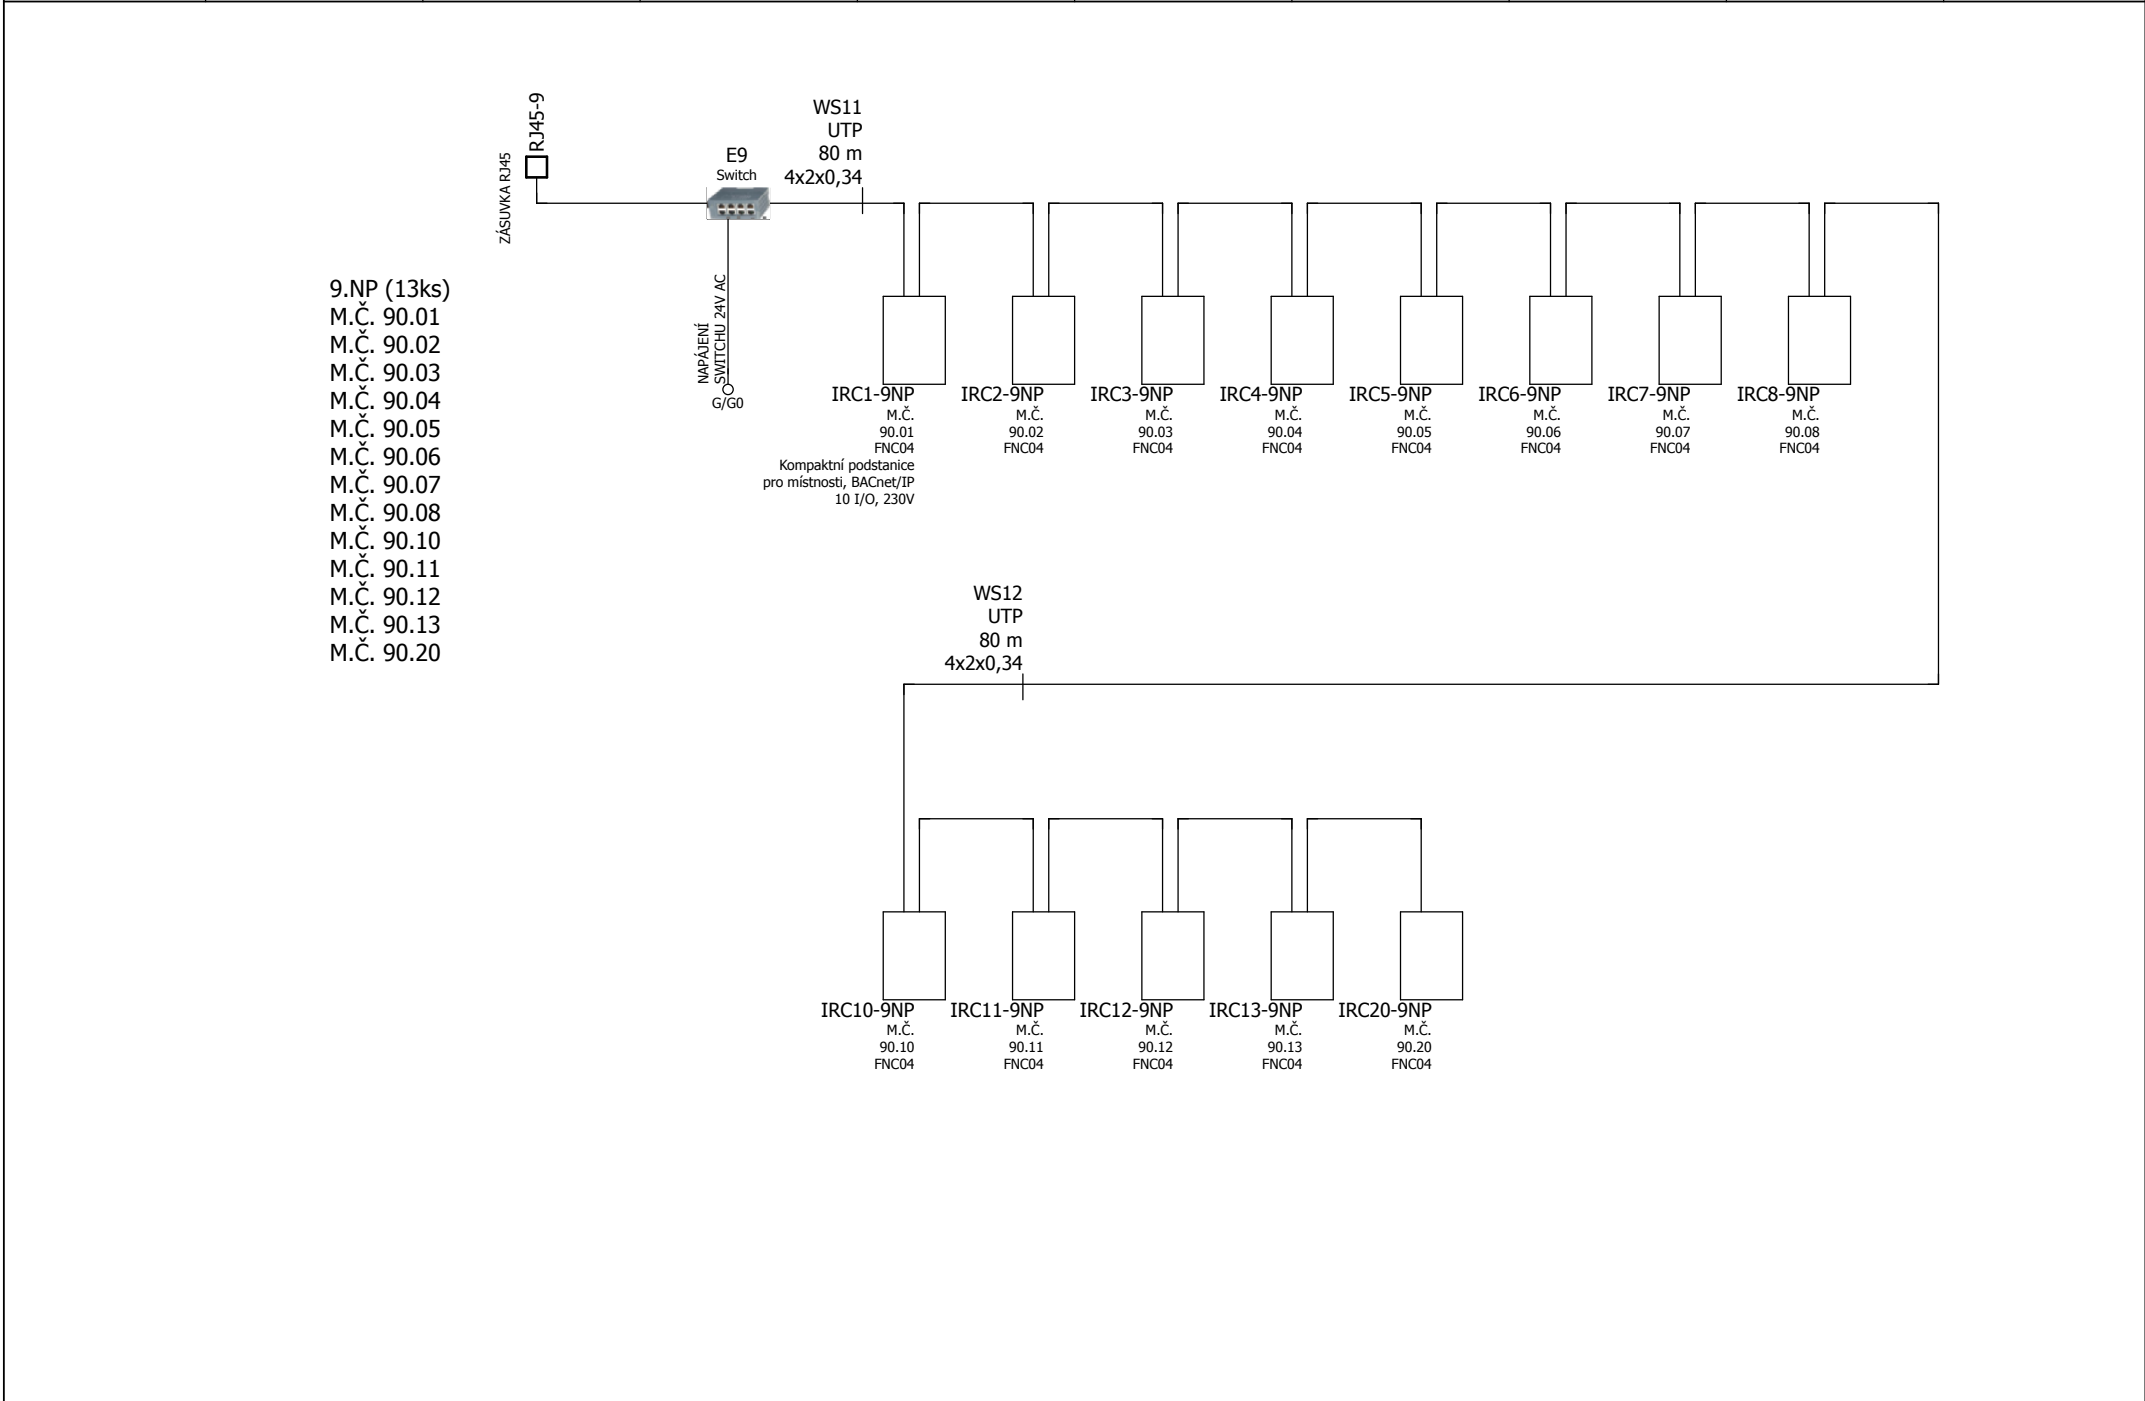 RJ45-9
ZÁSUVKA RJ45
E9
Switch
WS11
UTP
80 m
4x2x0,34
NAPÁJENÍ
SWITCHU 24V AC
G/G0
9.NP (13ks)
M.Č. 90.01
M.Č. 90.02
M.Č. 90.03
M.Č. 90.04
M.Č. 90.05
M.Č. 90.06
M.Č. 90.07
M.Č. 90.08
M.Č. 90.10
M.Č. 90.11
M.Č. 90.12
M.Č. 90.13
M.Č. 90.20
IRC1-9NP
M.Č.
90.01
FNC04
Kompaktní podstanice
pro místnosti, BACnet/IP
10 I/O, 230V
IRC2-9NP
M.Č.
90.02
FNC04
IRC3-9NP
M.Č.
90.03
FNC04
IRC4-9NP
M.Č.
90.04
FNC04
IRC5-9NP
M.Č.
90.05
FNC04
IRC6-9NP
M.Č.
90.06
FNC04
IRC7-9NP
M.Č.
90.07
FNC04
IRC8-9NP
M.Č.
90.08
FNC04
WS12
UTP
80 m
4x2x0,34
IRC10-9NP
M.Č.
90.10
FNC04
IRC11-9NP
M.Č.
90.11
FNC04
IRC12-9NP
M.Č.
90.12
FNC04
IRC13-9NP
M.Č.
90.13
FNC04
IRC20-9NP
M.Č.
90.20
FNC04